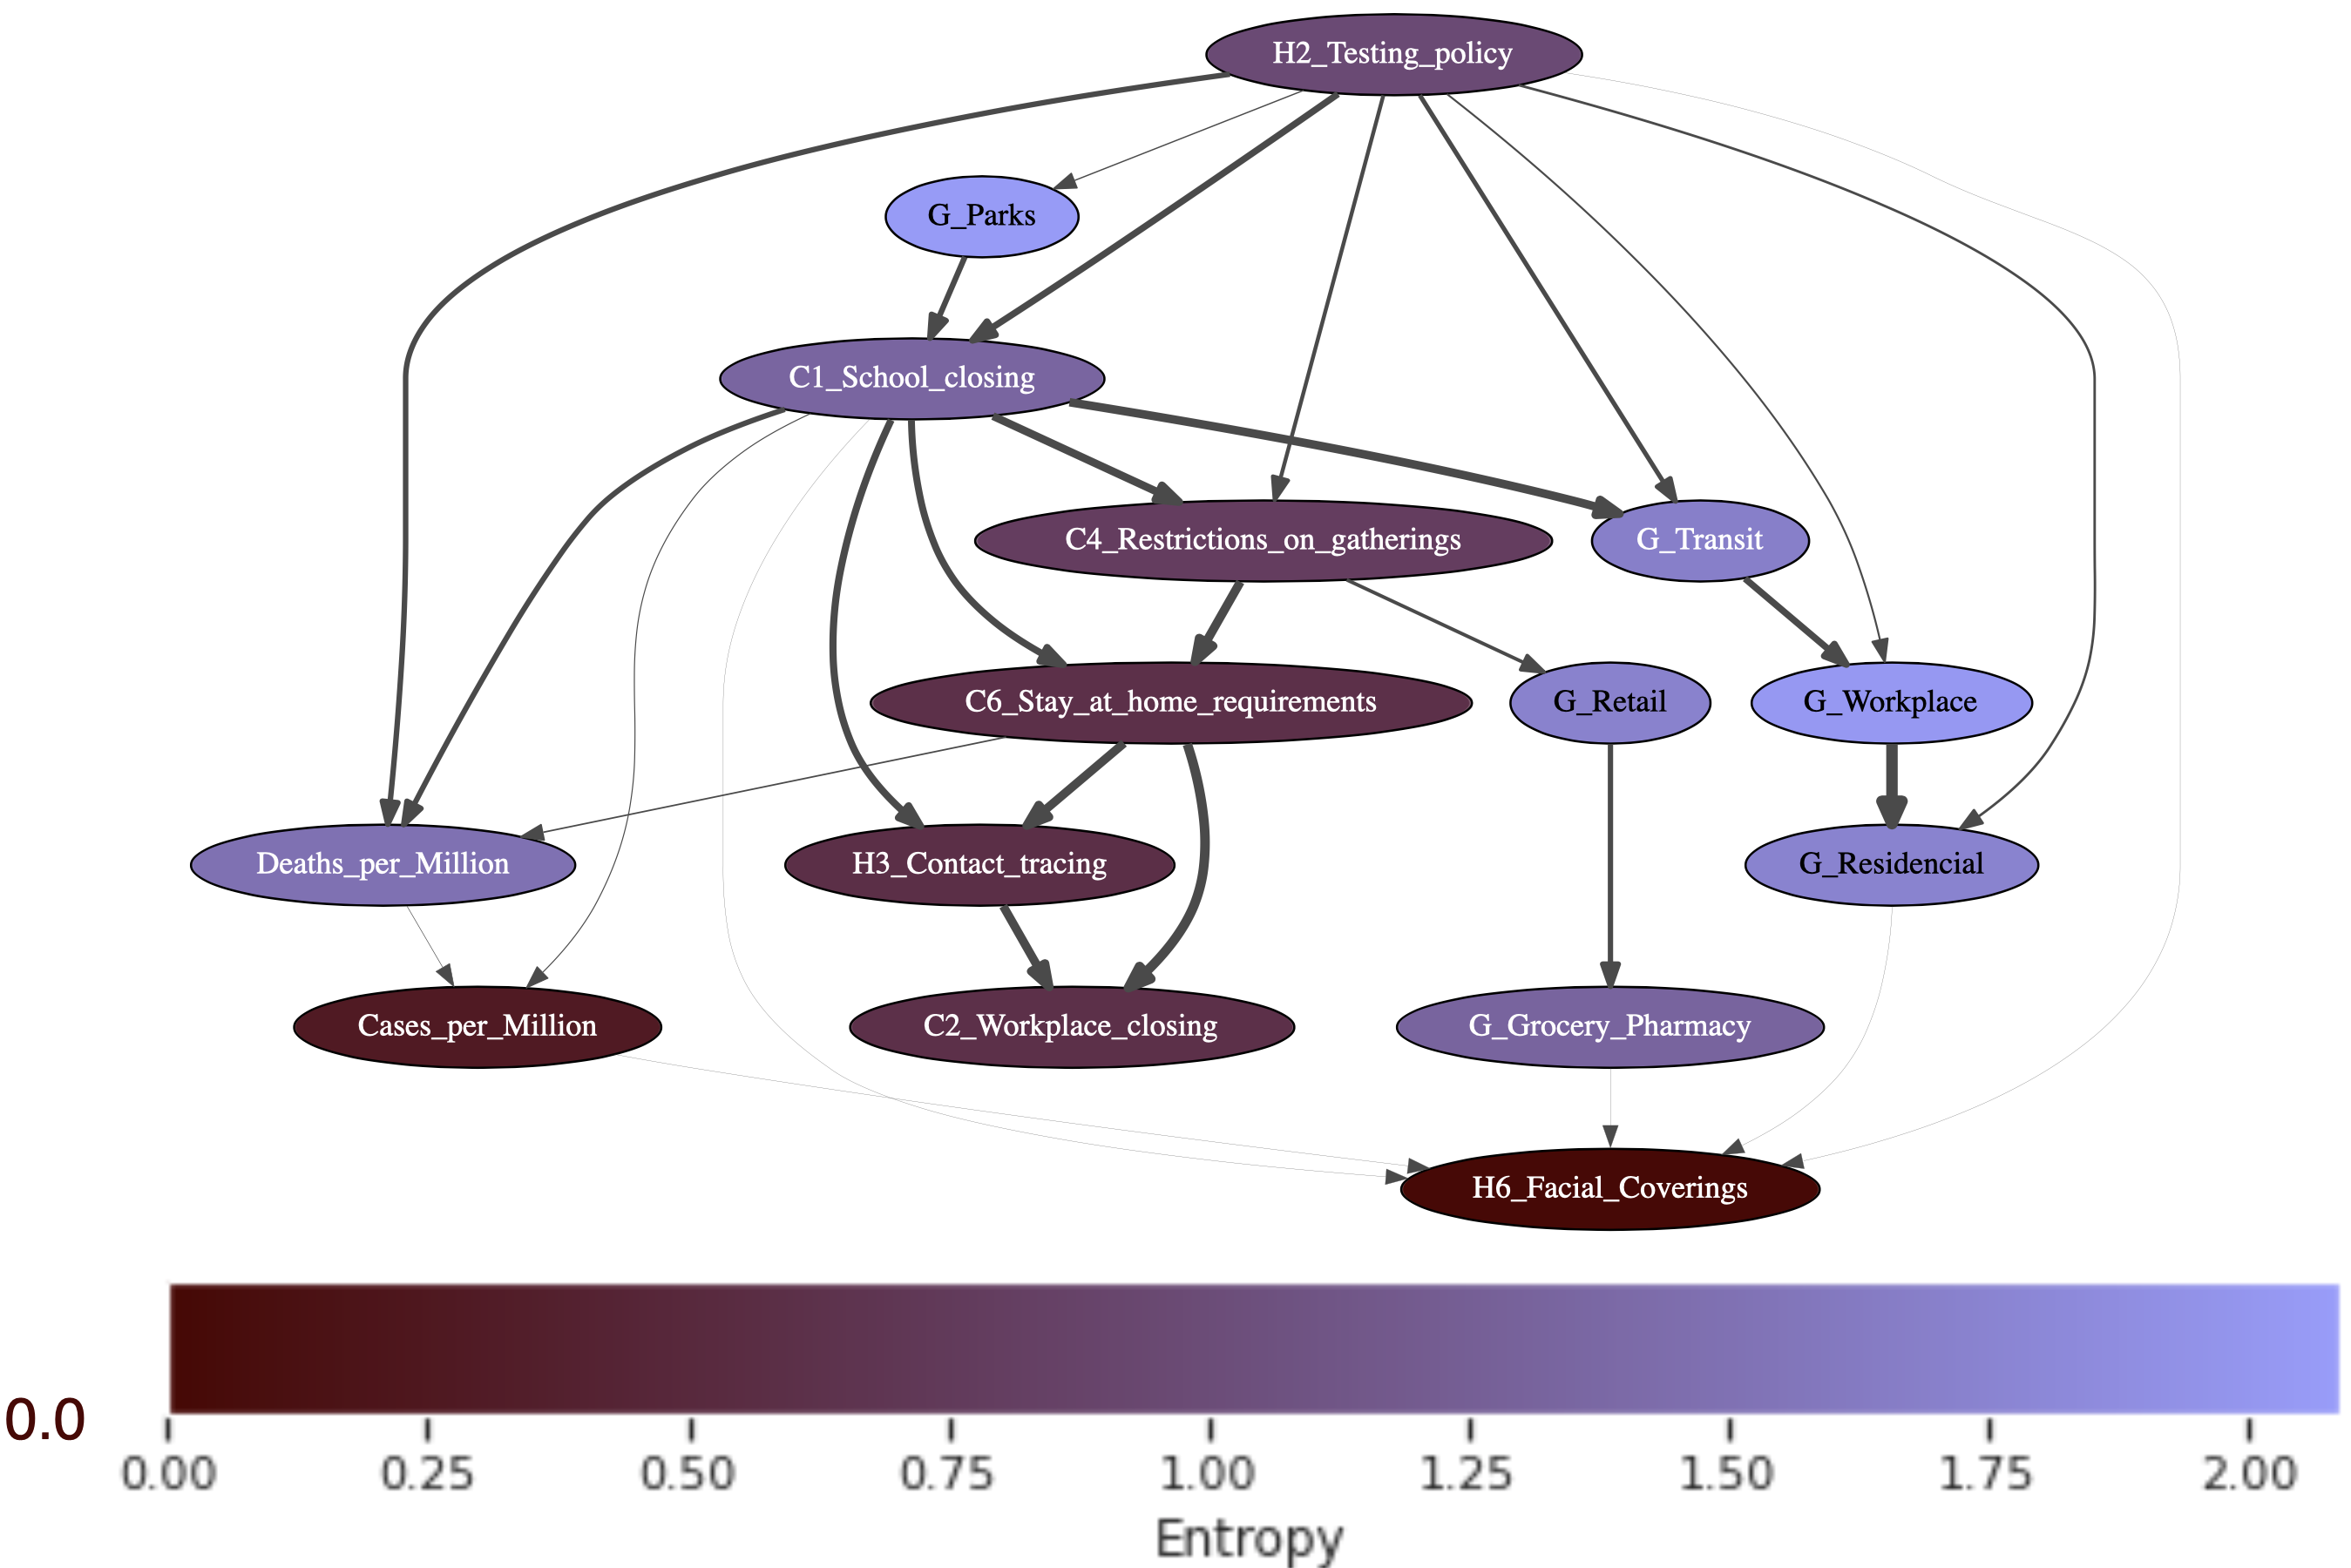 H2_Testing_policy
G_Parks
C1_School_closing
C4_Restrictions_on_gatherings
G_Transit
C6_Stay_at_home_requirements
G_Retail
G_Workplace
Deaths_per_Million
H3_Contact_tracing
G_Residencial
Cases_per_Million
C2_Workplace_closing
G_Grocery_Pharmacy
H6_Facial_Coverings
0.0
0.00 0.25 0.50 0.75 1.00 1.25 1.50 1.75 2.00
Entropy